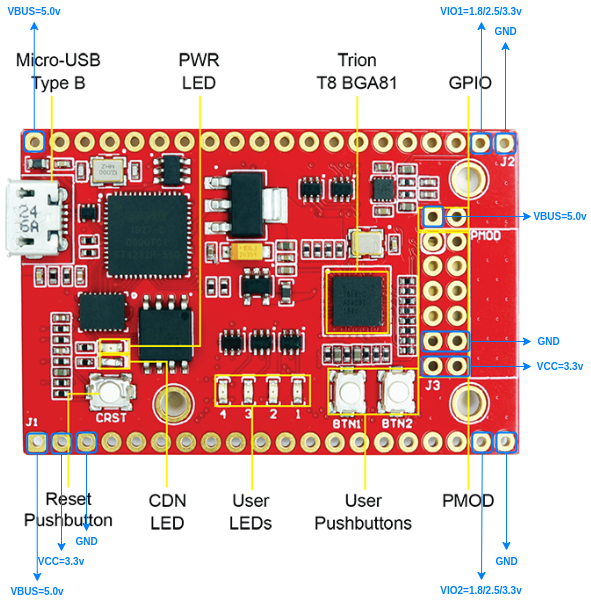 VBUS=5.0v
VIO1=1.8/2.5/3.3v
GND
Micro-USB
Type B
PWR
LED
Trion
T8 BGA81
GPIO
J2
24
6A
VBUS=5.0v
PMOD
GND
VCC=3.3v
J3
4 3 2 1
CRST
BTN1 BTN2
J1
Reset
Pushbutton
CDN
LED
User
LEDs
User
Pushbuttons
PMOD
GND
VCC=3.3v
GND
VBUS=5.0v
VIO2=1.8/2.5/3.3v